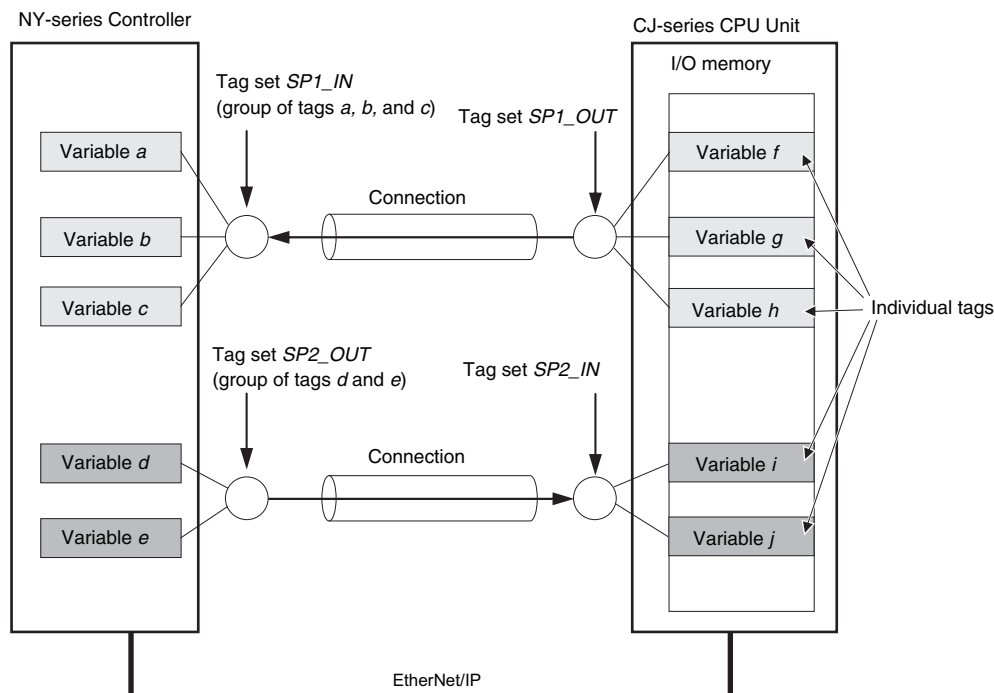 NY-series Controller
CJ-series CPU Unit
I/O memory
Tag set SP1_IN
(group of tags a, b, and c)
Tag set SP1_OUT
Variable a
Variable f
Connection
Variable b
Variable g
Variable c
Variable h
Individual tags
Tag set SP2_OUT
(group of tags d and e)
Tag set SP2_IN
Variable d
Connection
Variable i
Variable e
Variable j
EtherNet/IP